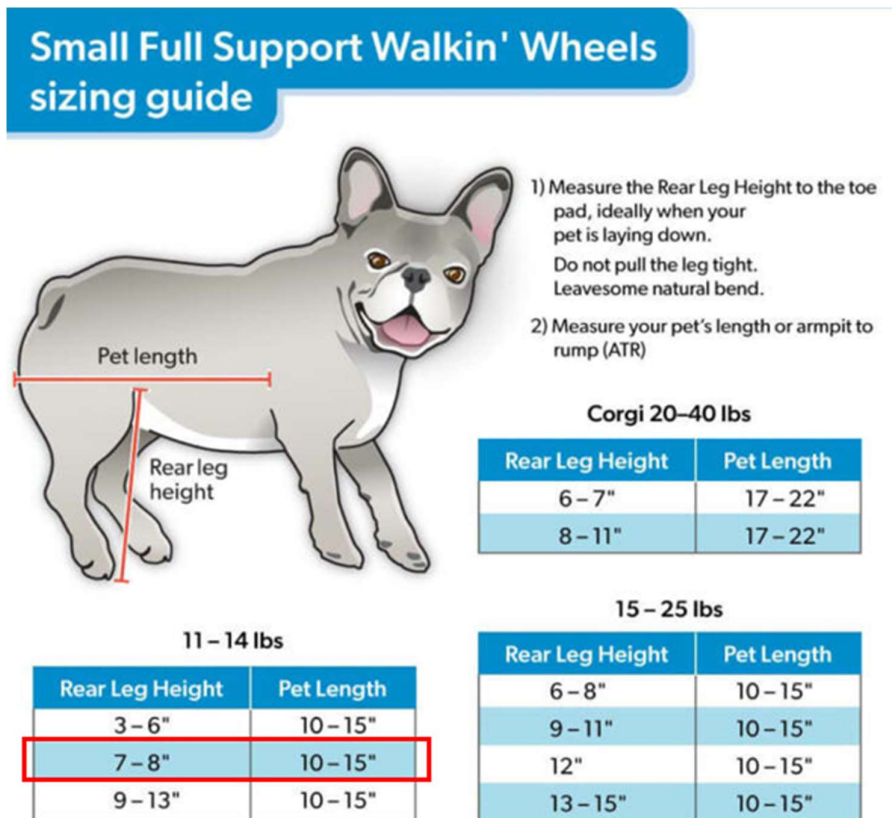 Small Full Support Walkin' Wheels
sizing guide
1) Measure the Rear Leg Height to the toe
pad, ideally when your
pet is laying down.
Do not pull the leg tight.
Leavesome natural bend.
2) Measure your pet's length or armpit to
rump (ATR)
Pet length
Rear leg
height
Corgi 20–40 lbs
Rear Leg Height Pet Length
6–7" 17–22"
8–11" 17–22"
11–14 lbs
Rear Leg Height Pet Length
3–6" 10–15"
7–8" 10–15"
9–13" 10–15"
15–25 lbs
Rear Leg Height Pet Length
6–8" 10–15"
9–11" 10–15"
12" 10–15"
13–15" 10–15"